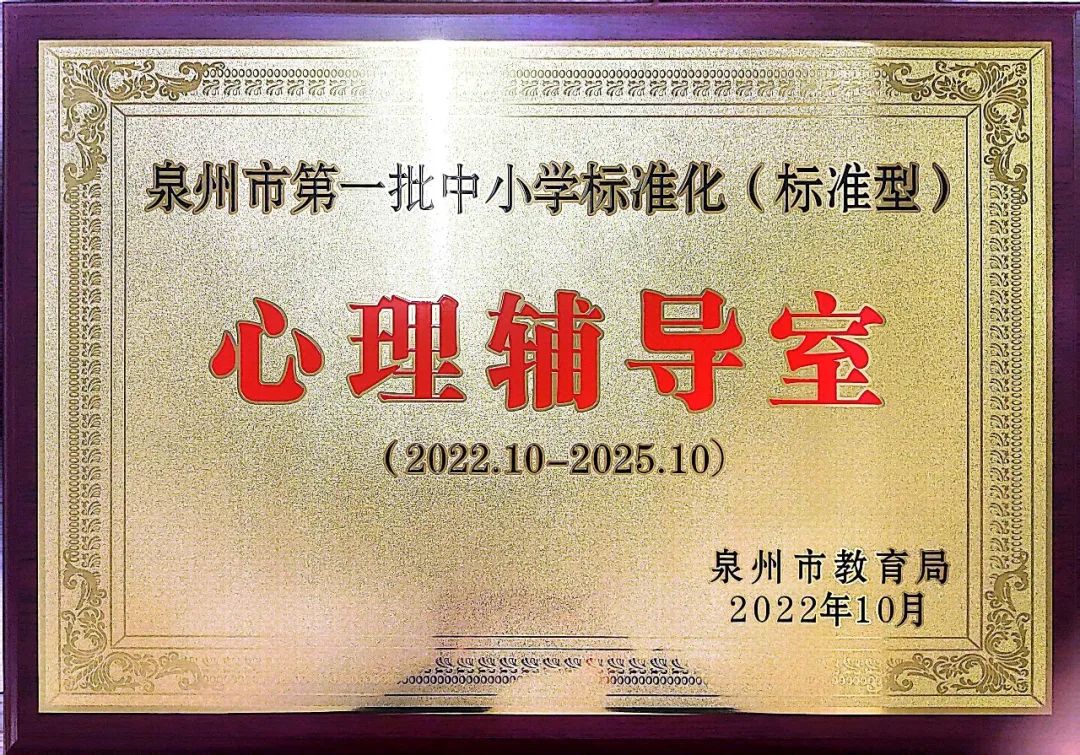 泉州市第一批中小学标准化（标准型）
心理辅导室
（2022.10-2025.10）
泉州市教育局
2022年10月